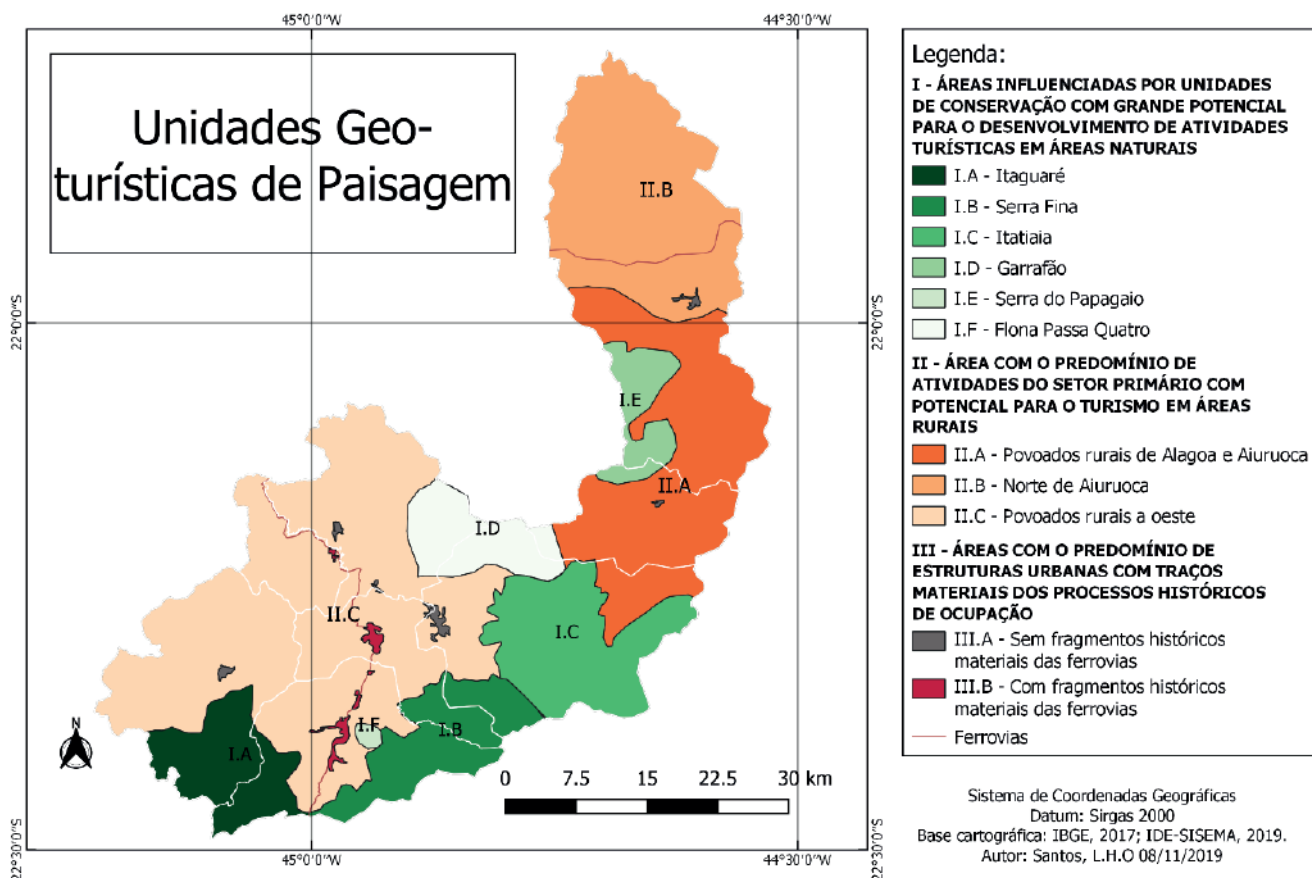 45°0'0"W
44°30'0"W
Unidades Geo-
turísticas de Paisagem
22°0'0"S
22°0'0"S
II.B
I.E
II.A
I.D
II.C
I.C
I.F
I.B
I.A
N
0 7.5 15 22.5 30 km
22°30'0"S
22°30'0"S
45°0'0"W
44°30'0"W
Legenda:
I - ÁREAS INFLUENCIADAS POR UNIDADES
DE CONSERVAÇÃO COM GRANDE POTENCIAL
PARA O DESENVOLVIMENTO DE ATIVIDADES
TURÍSTICAS EM ÁREAS NATURAIS
I.A - Itaguaré
I.B - Serra Fina
I.C - Itatiaia
I.D - Garrafão
I.E - Serra do Papagaio
I.F - Flona Passa Quatro
II - ÁREA COM O PREDOMÍNIO DE
ATIVIDADES DO SETOR PRIMÁRIO COM
POTENCIAL PARA O TURISMO EM ÁREAS
RURAIS
II.A - Povoados rurais de Alagoa e Aiuruoca
II.B - Norte de Aiuruoca
II.C - Povoados rurais a oeste
III - ÁREAS COM O PREDOMÍNIO DE
ESTRUTURAS URBANAS COM TRAÇOS
MATERIAIS DOS PROCESSOS HISTÓRICOS
DE OCUPAÇÃO
III.A - Sem fragmentos históricos
materiais das ferrovias
III.B - Com fragmentos históricos
materiais das ferrovias
Ferrovias
Sistema de Coordenadas Geográficas
Datum: Sirgas 2000
Base cartográfica: IBGE, 2017; IDE-SISEMA, 2019.
Autor: Santos, L.H.O 08/11/2019